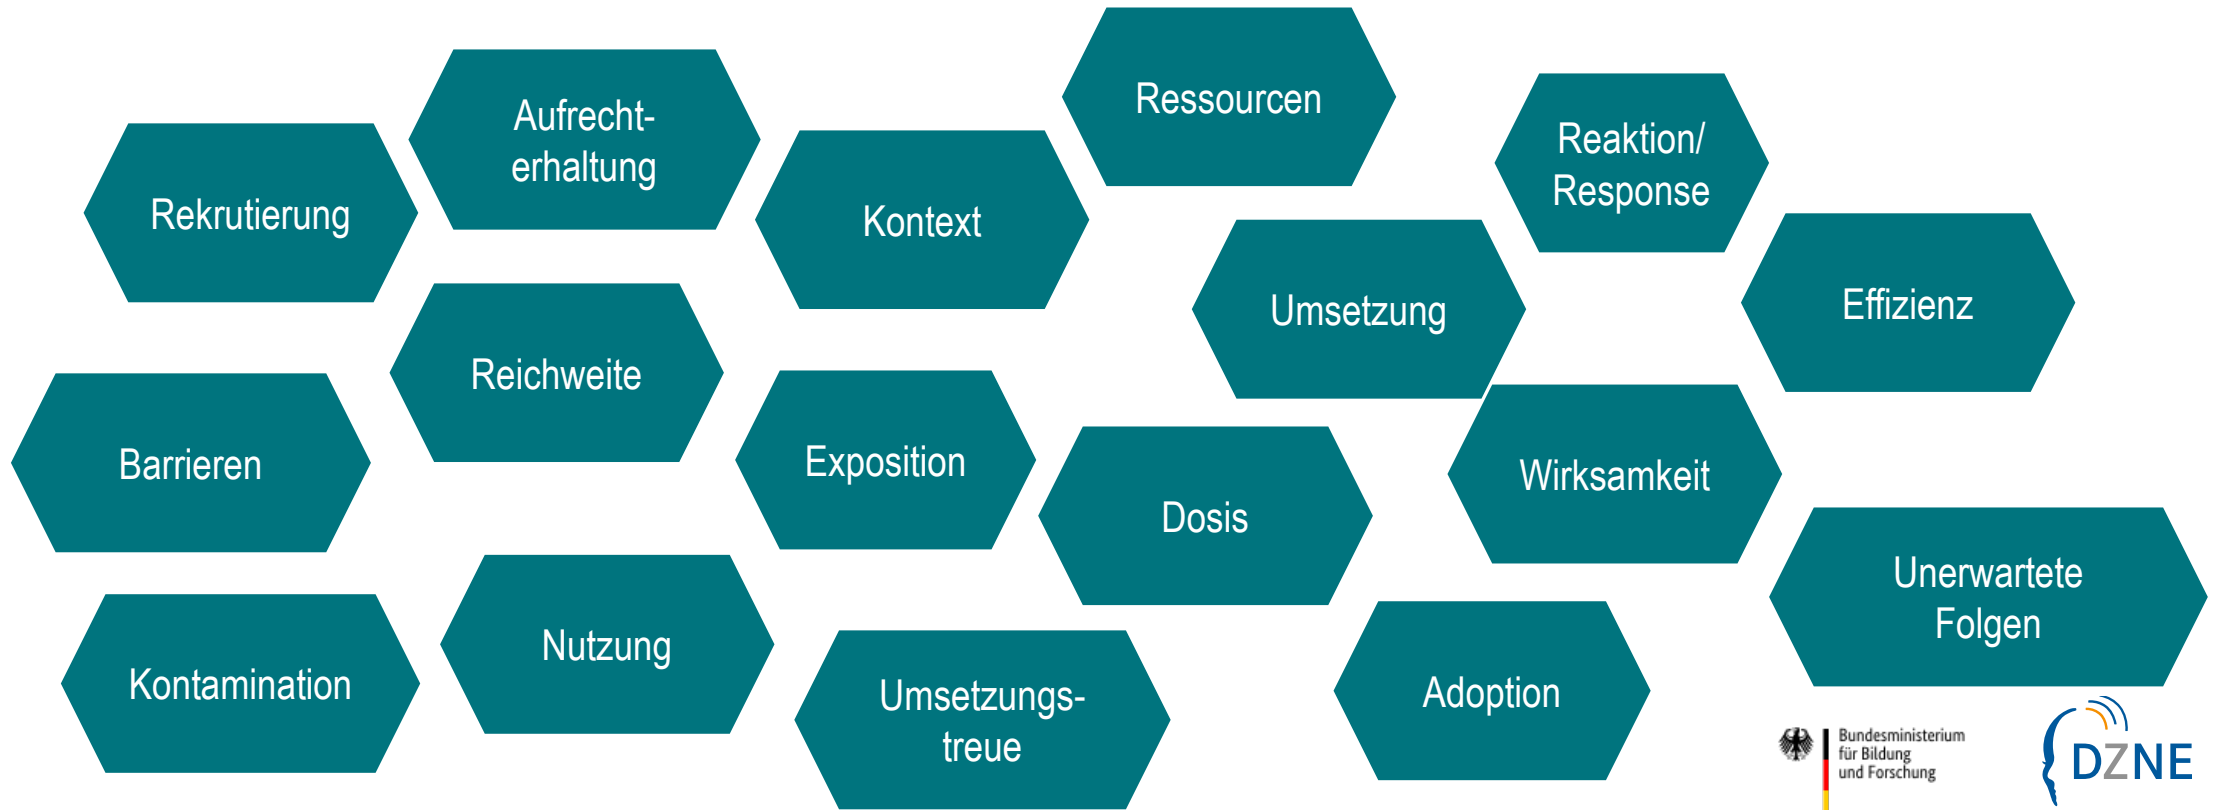 Ressourcen
Aufrecht-
erhaltung
Reaktion/
Response
Rekrutierung
Kontext
Umsetzung
Effizienz
Reichweite
Barrieren
Exposition
Dosis
Wirksamkeit
Unerwartete
Folgen
Nutzung
Kontamination
Umsetzungs-
treue
Adoption
Bundesministerium
für Bildung
und Forschung
DZNE